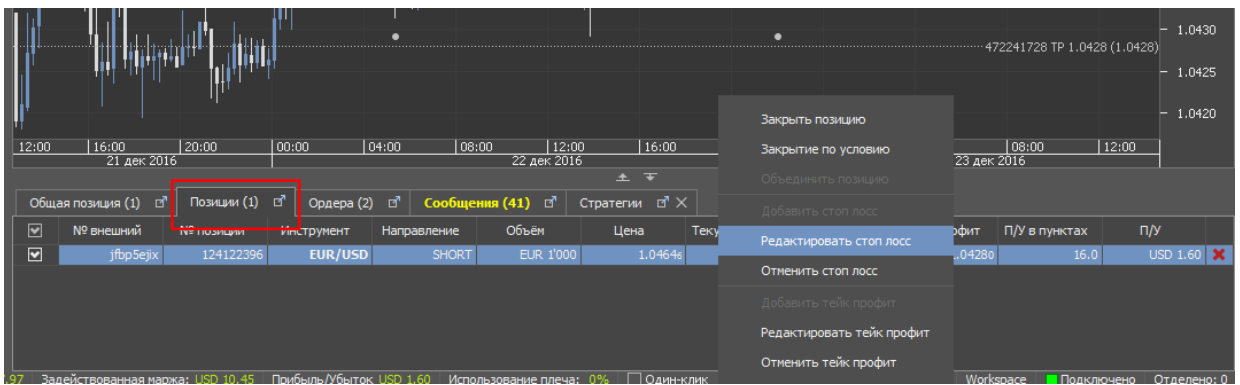 1.0430
472241728 TP 1.0428 (1.0428)
1.0425
1.0420
Закрыть позицию
12:00 16:00 20:00 00:00 04:00 08:00 12:00 16:00 08:00 12:00
Закрытие по условию
21 дек 2016 22 дек 2016 23 дек 2016
Объединить позицию
Общая позиция (1) Позиции (1) Ордера (2) Сообщения (41) Стратегии
Добавить стоп лосс
№ внешний № позиции Инструмент Направление Объём Цена П/У в пунктах П/У
Редактировать стоп лосс
jfbp5ejix 124122396 EUR/USD SHORT EUR 1'000 1.04646 1.04280 16.0 USD 1.60
Отменить стоп лосс
Добавить тейк профит
Редактировать тейк профит
Отменить тейк профит
Задействованная маржа: USD 10.45 Прибыль/Убыток USD 1.60 Использование плеча: 0% Один-клик Workspace Подключено Отделено: 0